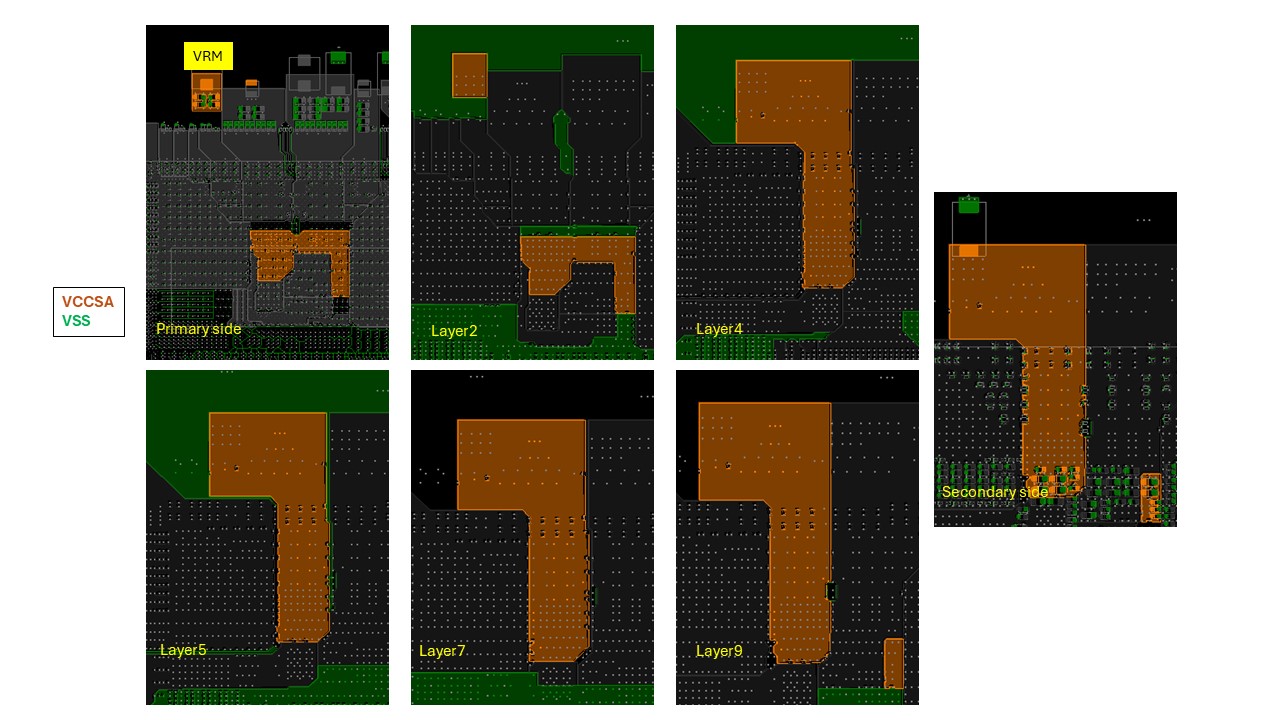 VRM
Primary side
Layer2
Layer4
VCCSA
VSS
Layer5
Layer7
Layer9
Secondary side